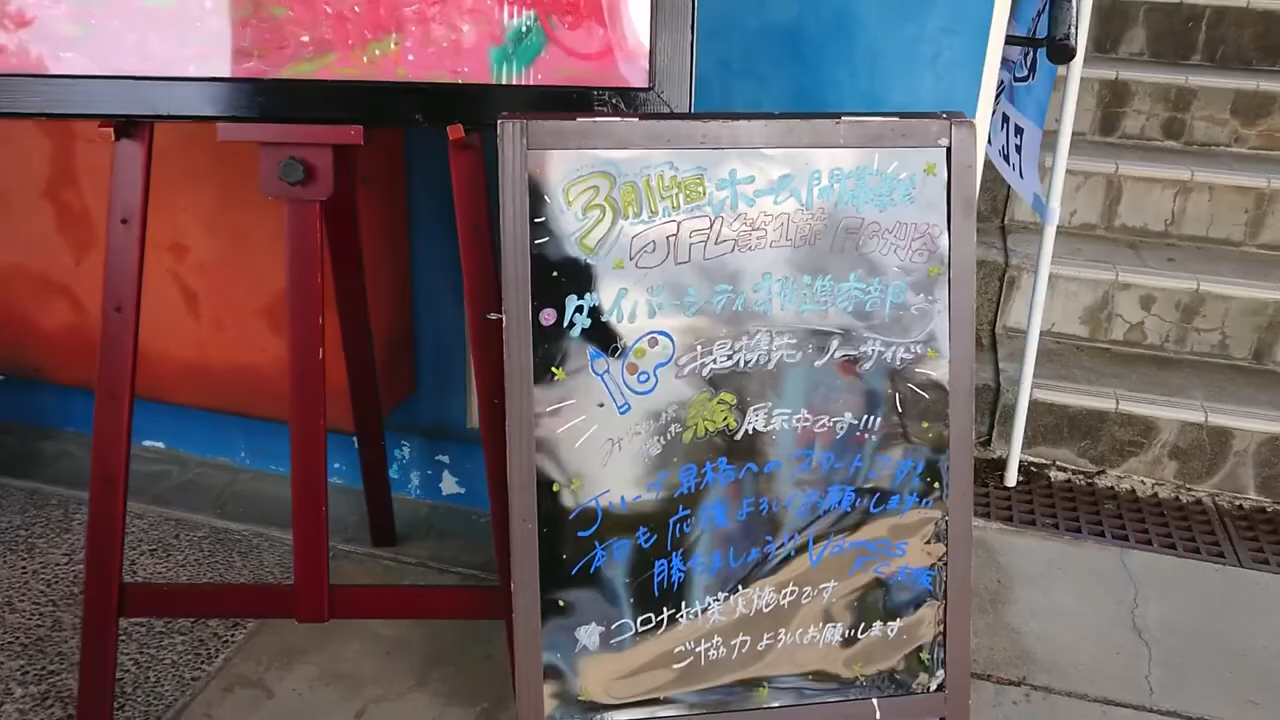 3月14日 ホーム開幕戦
JFL第1節 FC刈谷
ダイバーシティ推進本部
提携先:ノーサイド
絵展示中です!!!
Jリーグ昇格へのスタートです!
本日も応援よろしくお願いします!!
勝ちましょう!! Vamos
FC大阪
コロナ対策実施中です
ご協力よろしくお願いします.
F.C.